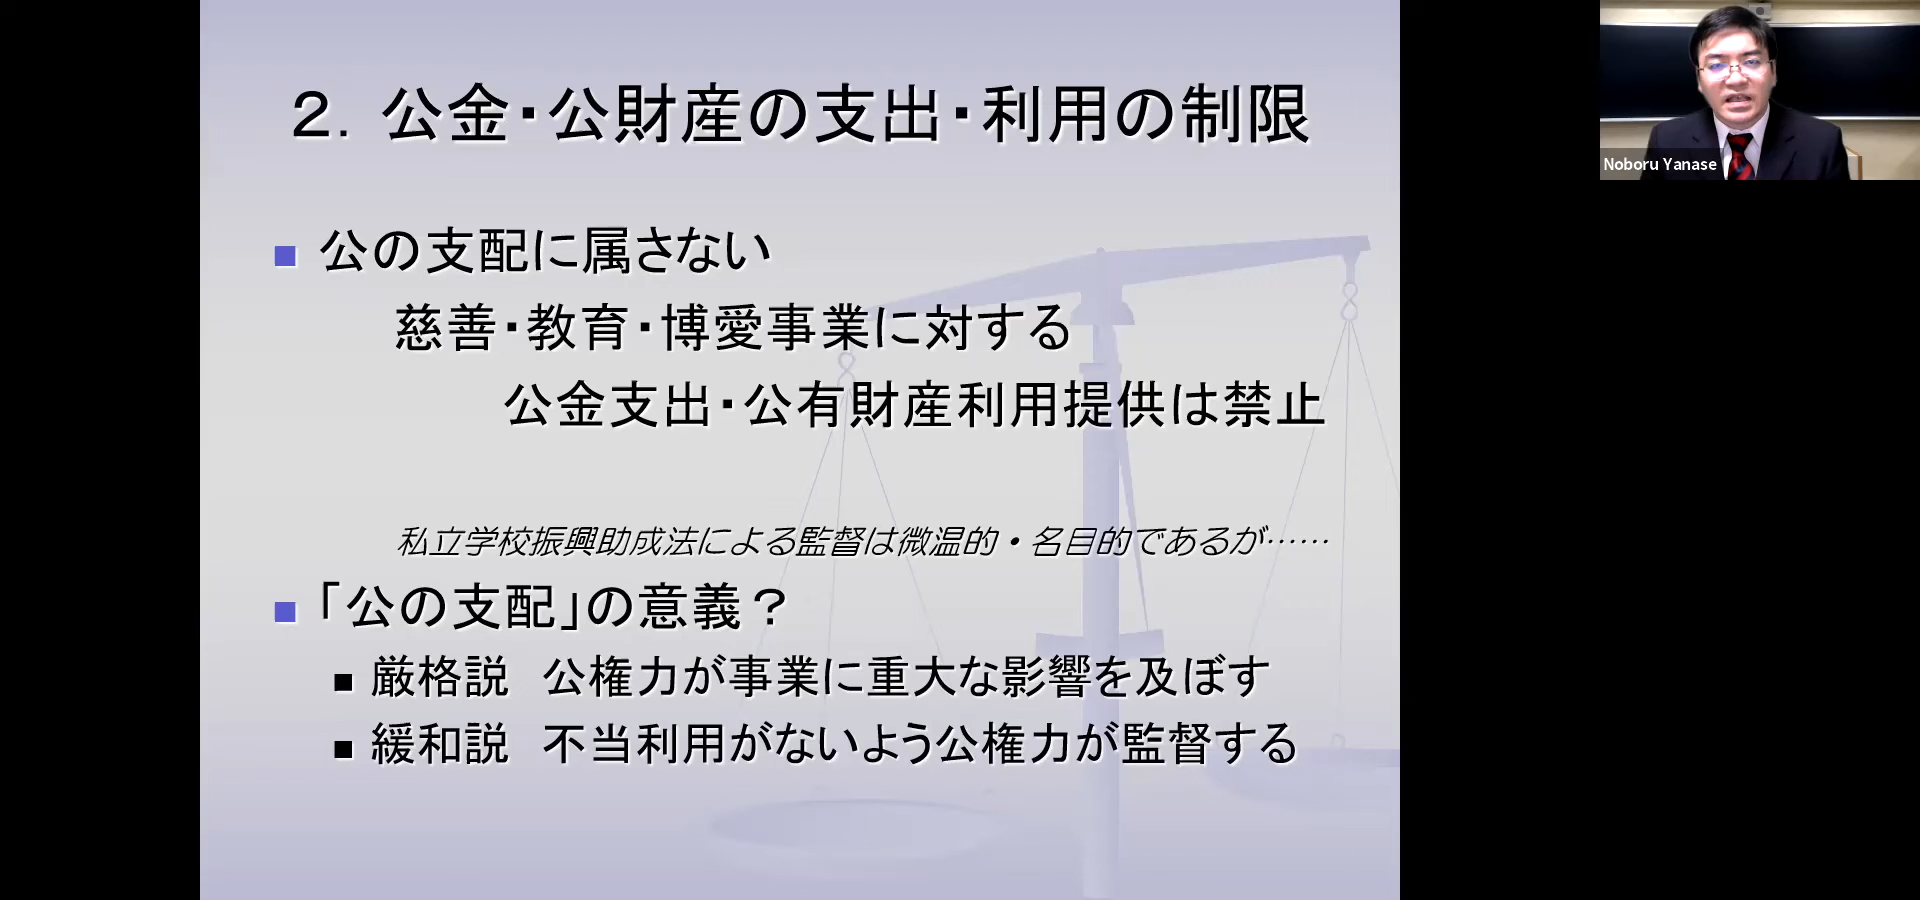 ２．公金・公財産の支出・利用の制限
公の支配に属さない
慈善・教育・博愛事業に対する
公金支出・公有財産利用提供は禁止
私立学校振興助成法による監督は微温的・名目的であるが……
「公の支配」の意義？
厳格説　公権力が事業に重大な影響を及ぼす
緩和説　不当利用がないよう公権力が監督する
Noboru Yanase